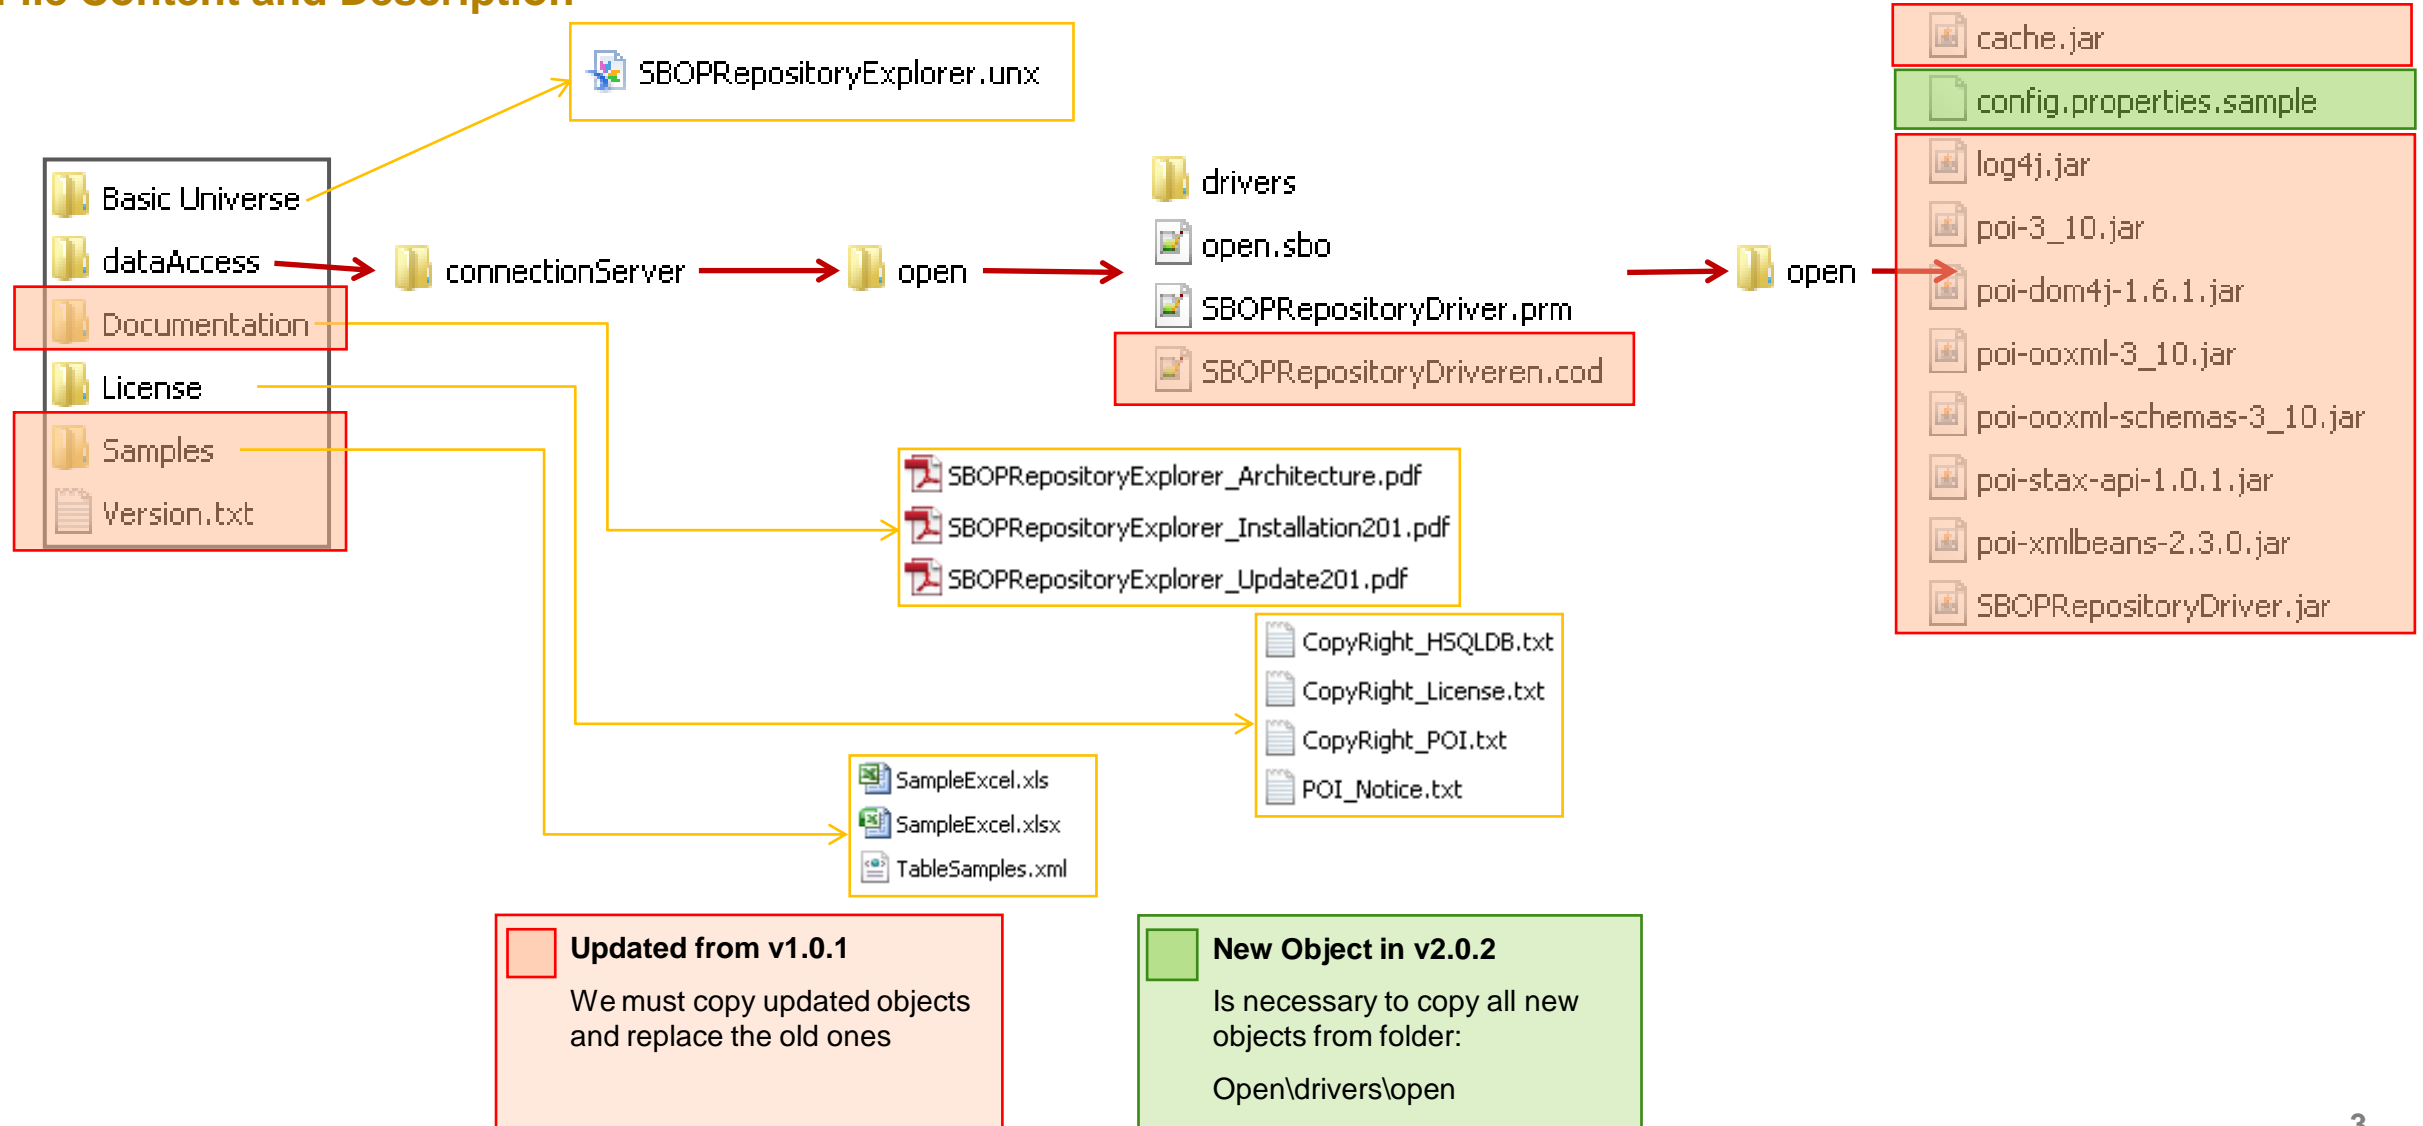 File Content and Description
SBOPRepositoryExplorer.unx
Basic Universe
dataAccess
Documentation
License
Samples
Version.txt
connectionServer
open
drivers
open.sbo
SBOPRepositoryDriver.prm
SBOPRepositoryDriveren.cod
open
cache.jar
config.properties.sample
log4j.jar
poi-3_10.jar
poi-dom4j-1.6.1.jar
poi-ooxml-3_10.jar
poi-ooxml-schemas-3_10.jar
poi-stax-api-1.0.1.jar
poi-xmlbeans-2.3.0.jar
SBOPRepositoryDriver.jar
SBOPRepositoryExplorer_Architecture.pdf
SBOPRepositoryExplorer_Installation201.pdf
SBOPRepositoryExplorer_Update201.pdf
CopyRight_HSQLDB.txt
CopyRight_License.txt
CopyRight_POI.txt
POI_Notice.txt
SampleExcel.xls
SampleExcel.xlsx
TableSamples.xml
Updated from v1.0.1
We must copy updated objects
and replace the old ones
New Object in v2.0.2
Is necessary to copy all new
objects from folder:
Open\drivers\open
3